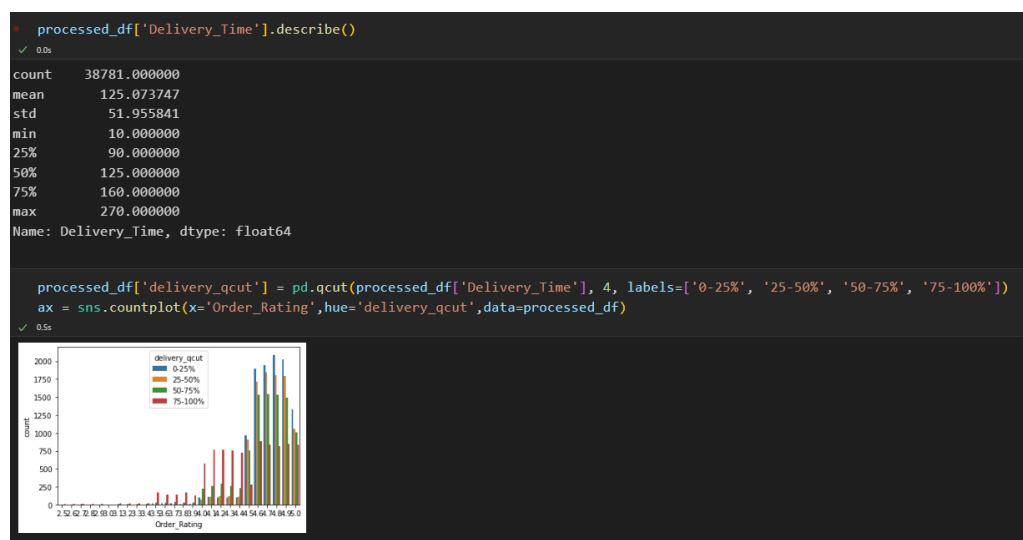 processed_df['Delivery_Time'].describe()
✓ 0.0s
count 38781.000000
mean 125.073747
std 51.955841
min 10.000000
25% 90.000000
50% 125.000000
75% 160.000000
max 270.000000
Name: Delivery_Time, dtype: float64
processed_df['delivery_qcut'] = pd.qcut(processed_df['Delivery_Time'], 4, labels=['0-25%', '25-50%', '50-75%', '75-100%'])
ax = sns.countplot(x='Order_Rating',hue='delivery_qcut',data=processed_df)
✓ 0.5s
delivery_qcut
0-25%
25-50%
50-75%
75-100%
2000
1750
1500
1250
1000
750
500
250
0
count
Order_Rating